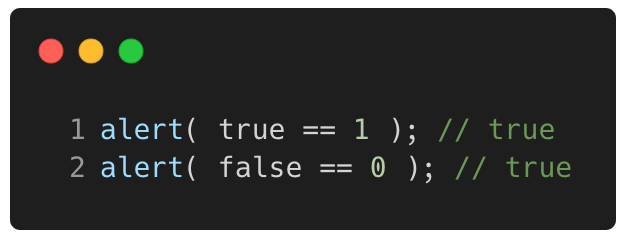 1 alert( true == 1 ); // true
2 alert( false == 0 ); // true